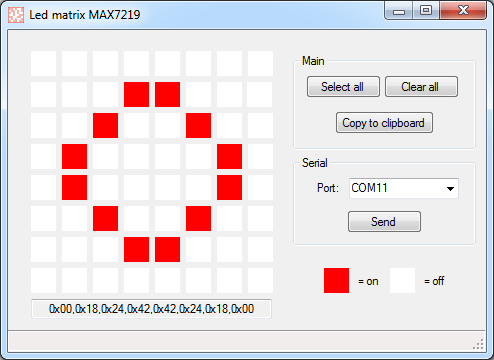 Led matrix MAX7219
Main
Select all
Clear all
Copy to clipboard
Serial
Port:
COM11
Send
= on
= off
0x00,0x18,0x24,0x42,0x42,0x24,0x18,0x00